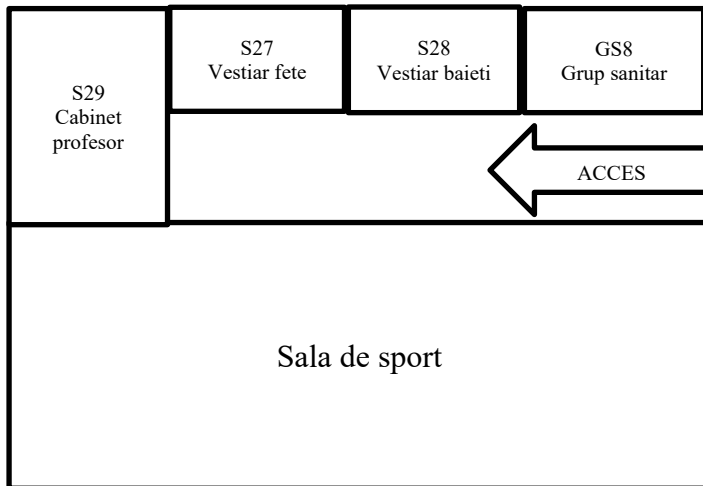 S29
Cabinet
profesor
S27
Vestiar fete
S28
Vestiar baieti
GS8
Grup sanitar
ACCES
Sala de sport